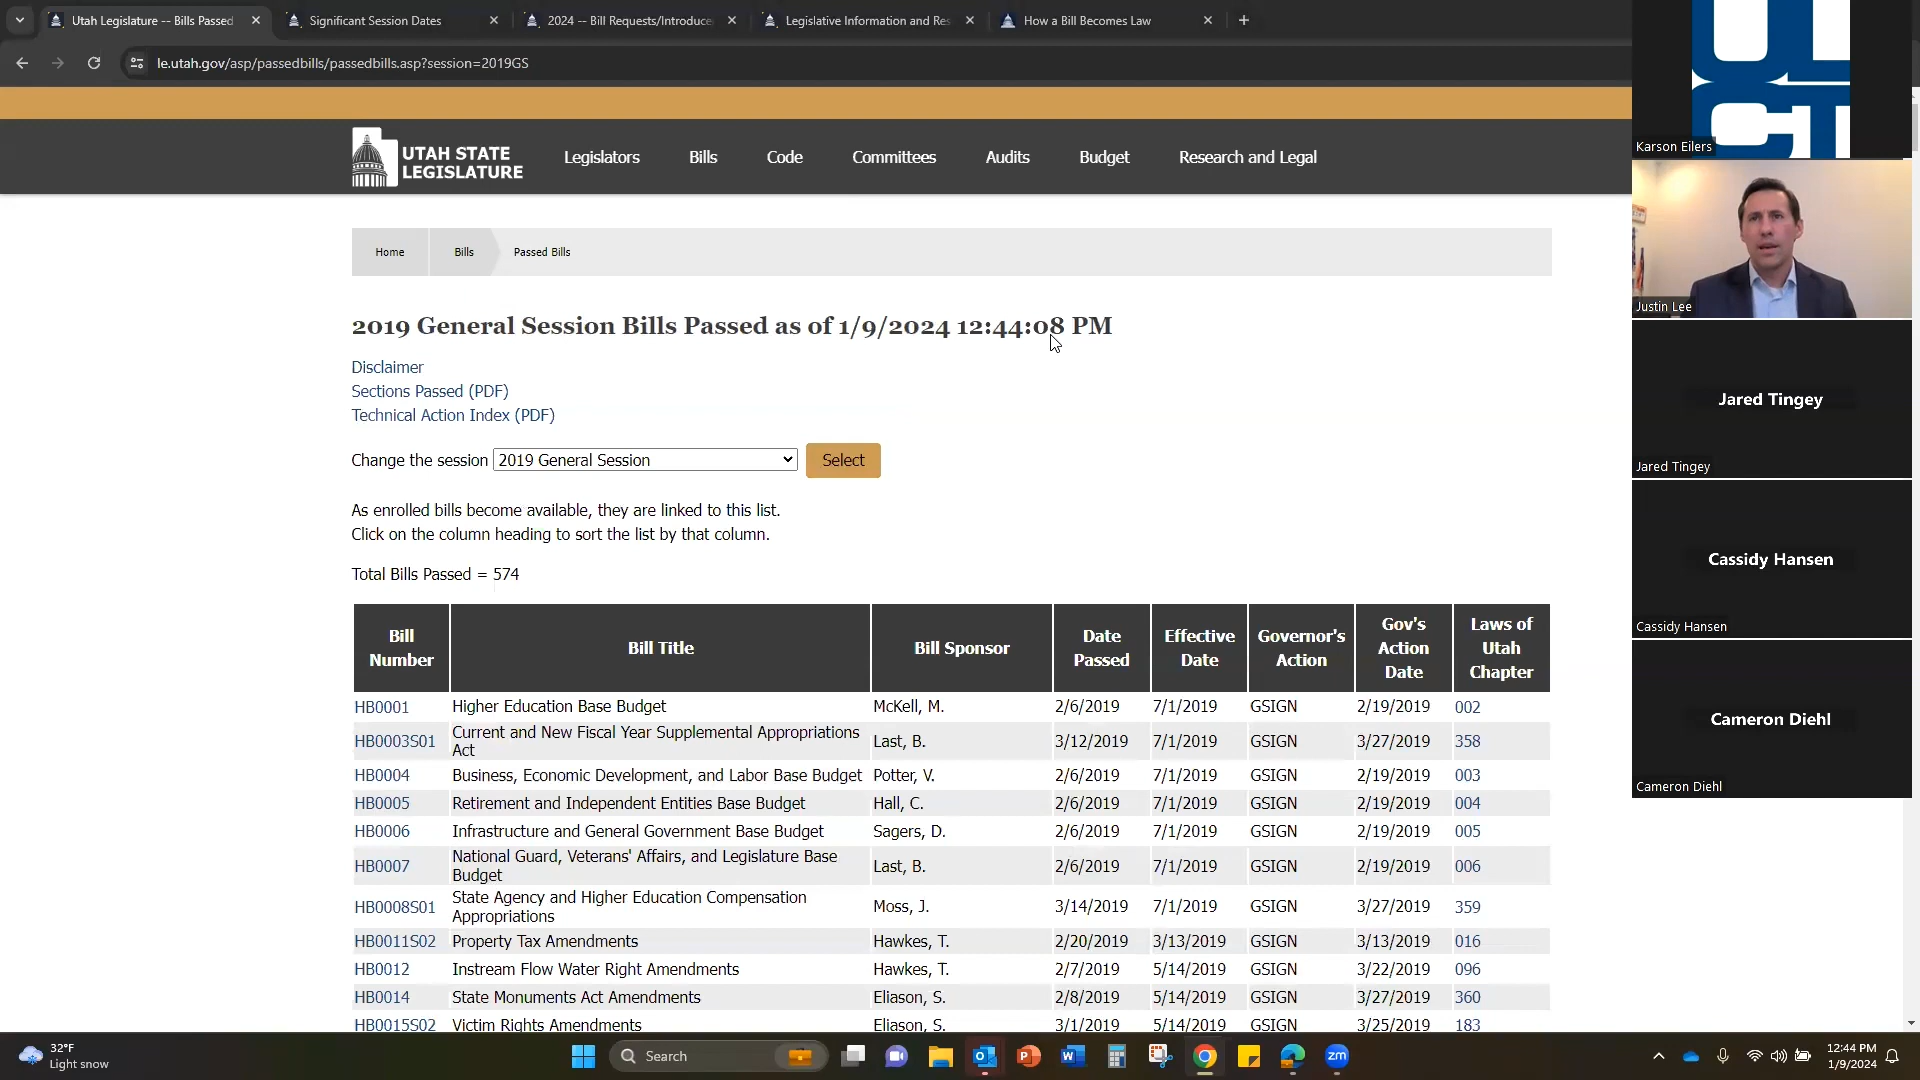 Utah Legislature -- Bills Passed
Significant Session Dates
2024 -- Bill Requests/Introduce
Legislative Information and Res
How a Bill Becomes Law
le.utah.gov/asp/passedbills/passedbills.asp?session=2019GS
UTAH STATE
LEGISLATURE
Legislators
Bills
Code
Committees
Audits
Budget
Research and Legal
Home
Bills
Passed Bills
2019 General Session Bills Passed as of 1/9/2024 12:44:08 PM
Disclaimer
Sections Passed (PDF)
Technical Action Index (PDF)
Change the session 2019 General Session Select
As enrolled bills become available, they are linked to this list.
Click on the column heading to sort the list by that column.
Total Bills Passed = 574
Bill Number Bill Title Bill Sponsor Date Passed Effective Date Governor's Action Gov's Action Date Laws of Utah Chapter
HB0001 Higher Education Base Budget McKell, M. 2/6/2019 7/1/2019 GSIGN 2/19/2019 002
HB0003S01 Current and New Fiscal Year Supplemental Appropriations Act Last, B. 3/12/2019 7/1/2019 GSIGN 3/27/2019 358
HB0004 Business, Economic Development, and Labor Base Budget Potter, V. 2/6/2019 7/1/2019 GSIGN 2/19/2019 003
HB0005 Retirement and Independent Entities Base Budget Hall, C. 2/6/2019 7/1/2019 GSIGN 2/19/2019 004
HB0006 Infrastructure and General Government Base Budget Sagers, D. 2/6/2019 7/1/2019 GSIGN 2/19/2019 005
HB0007 National Guard, Veterans' Affairs, and Legislature Base Budget Last, B. 2/6/2019 7/1/2019 GSIGN 2/19/2019 006
HB0008S01 State Agency and Higher Education Compensation Appropriations Moss, J. 3/14/2019 7/1/2019 GSIGN 3/27/2019 359
HB0011S02 Property Tax Amendments Hawkes, T. 2/20/2019 3/13/2019 GSIGN 3/13/2019 016
HB0012 Instream Flow Water Right Amendments Hawkes, T. 2/7/2019 5/14/2019 GSIGN 3/22/2019 096
HB0014 State Monuments Act Amendments Eliason, S. 2/8/2019 5/14/2019 GSIGN 3/27/2019 360
HB0015S02 Victim Rights Amendments Eliason, S. 3/1/2019 5/14/2019 GSIGN 3/25/2019 183
Karson Eilers
Justin Lee
Jared Tingey
Jared Tingey
Cassidy Hansen
Cassidy Hansen
Cameron Diehl
Cameron Diehl
32°F
Light snow
Search
12:44 PM
1/9/2024